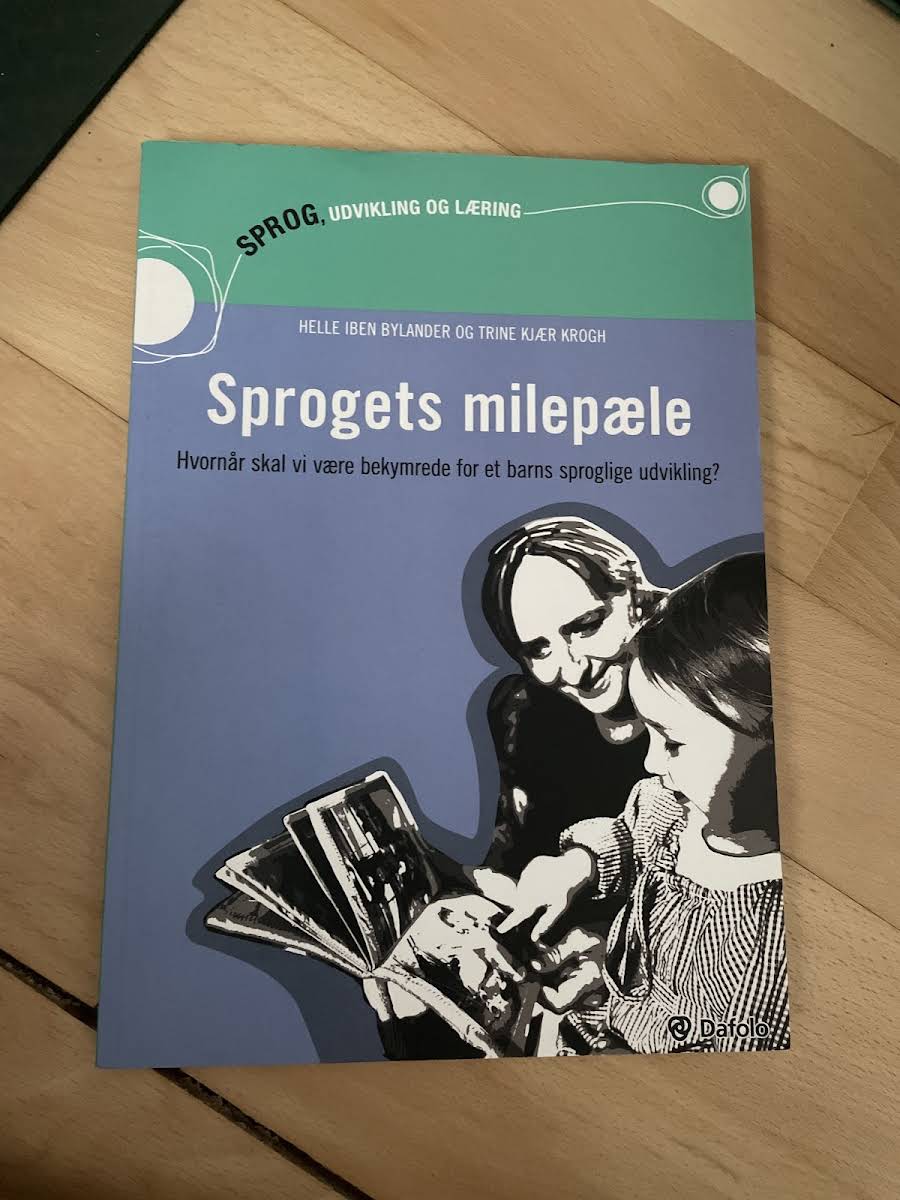 SPROG, UDVIKLING OG LÆRING
HELLE IBEN BYLANDER OG TRINE KJÆR KROGH
Sprogets milepæle
Hvornår skal vi være bekymrede for et barns sproglige udvikling?
Dafolo